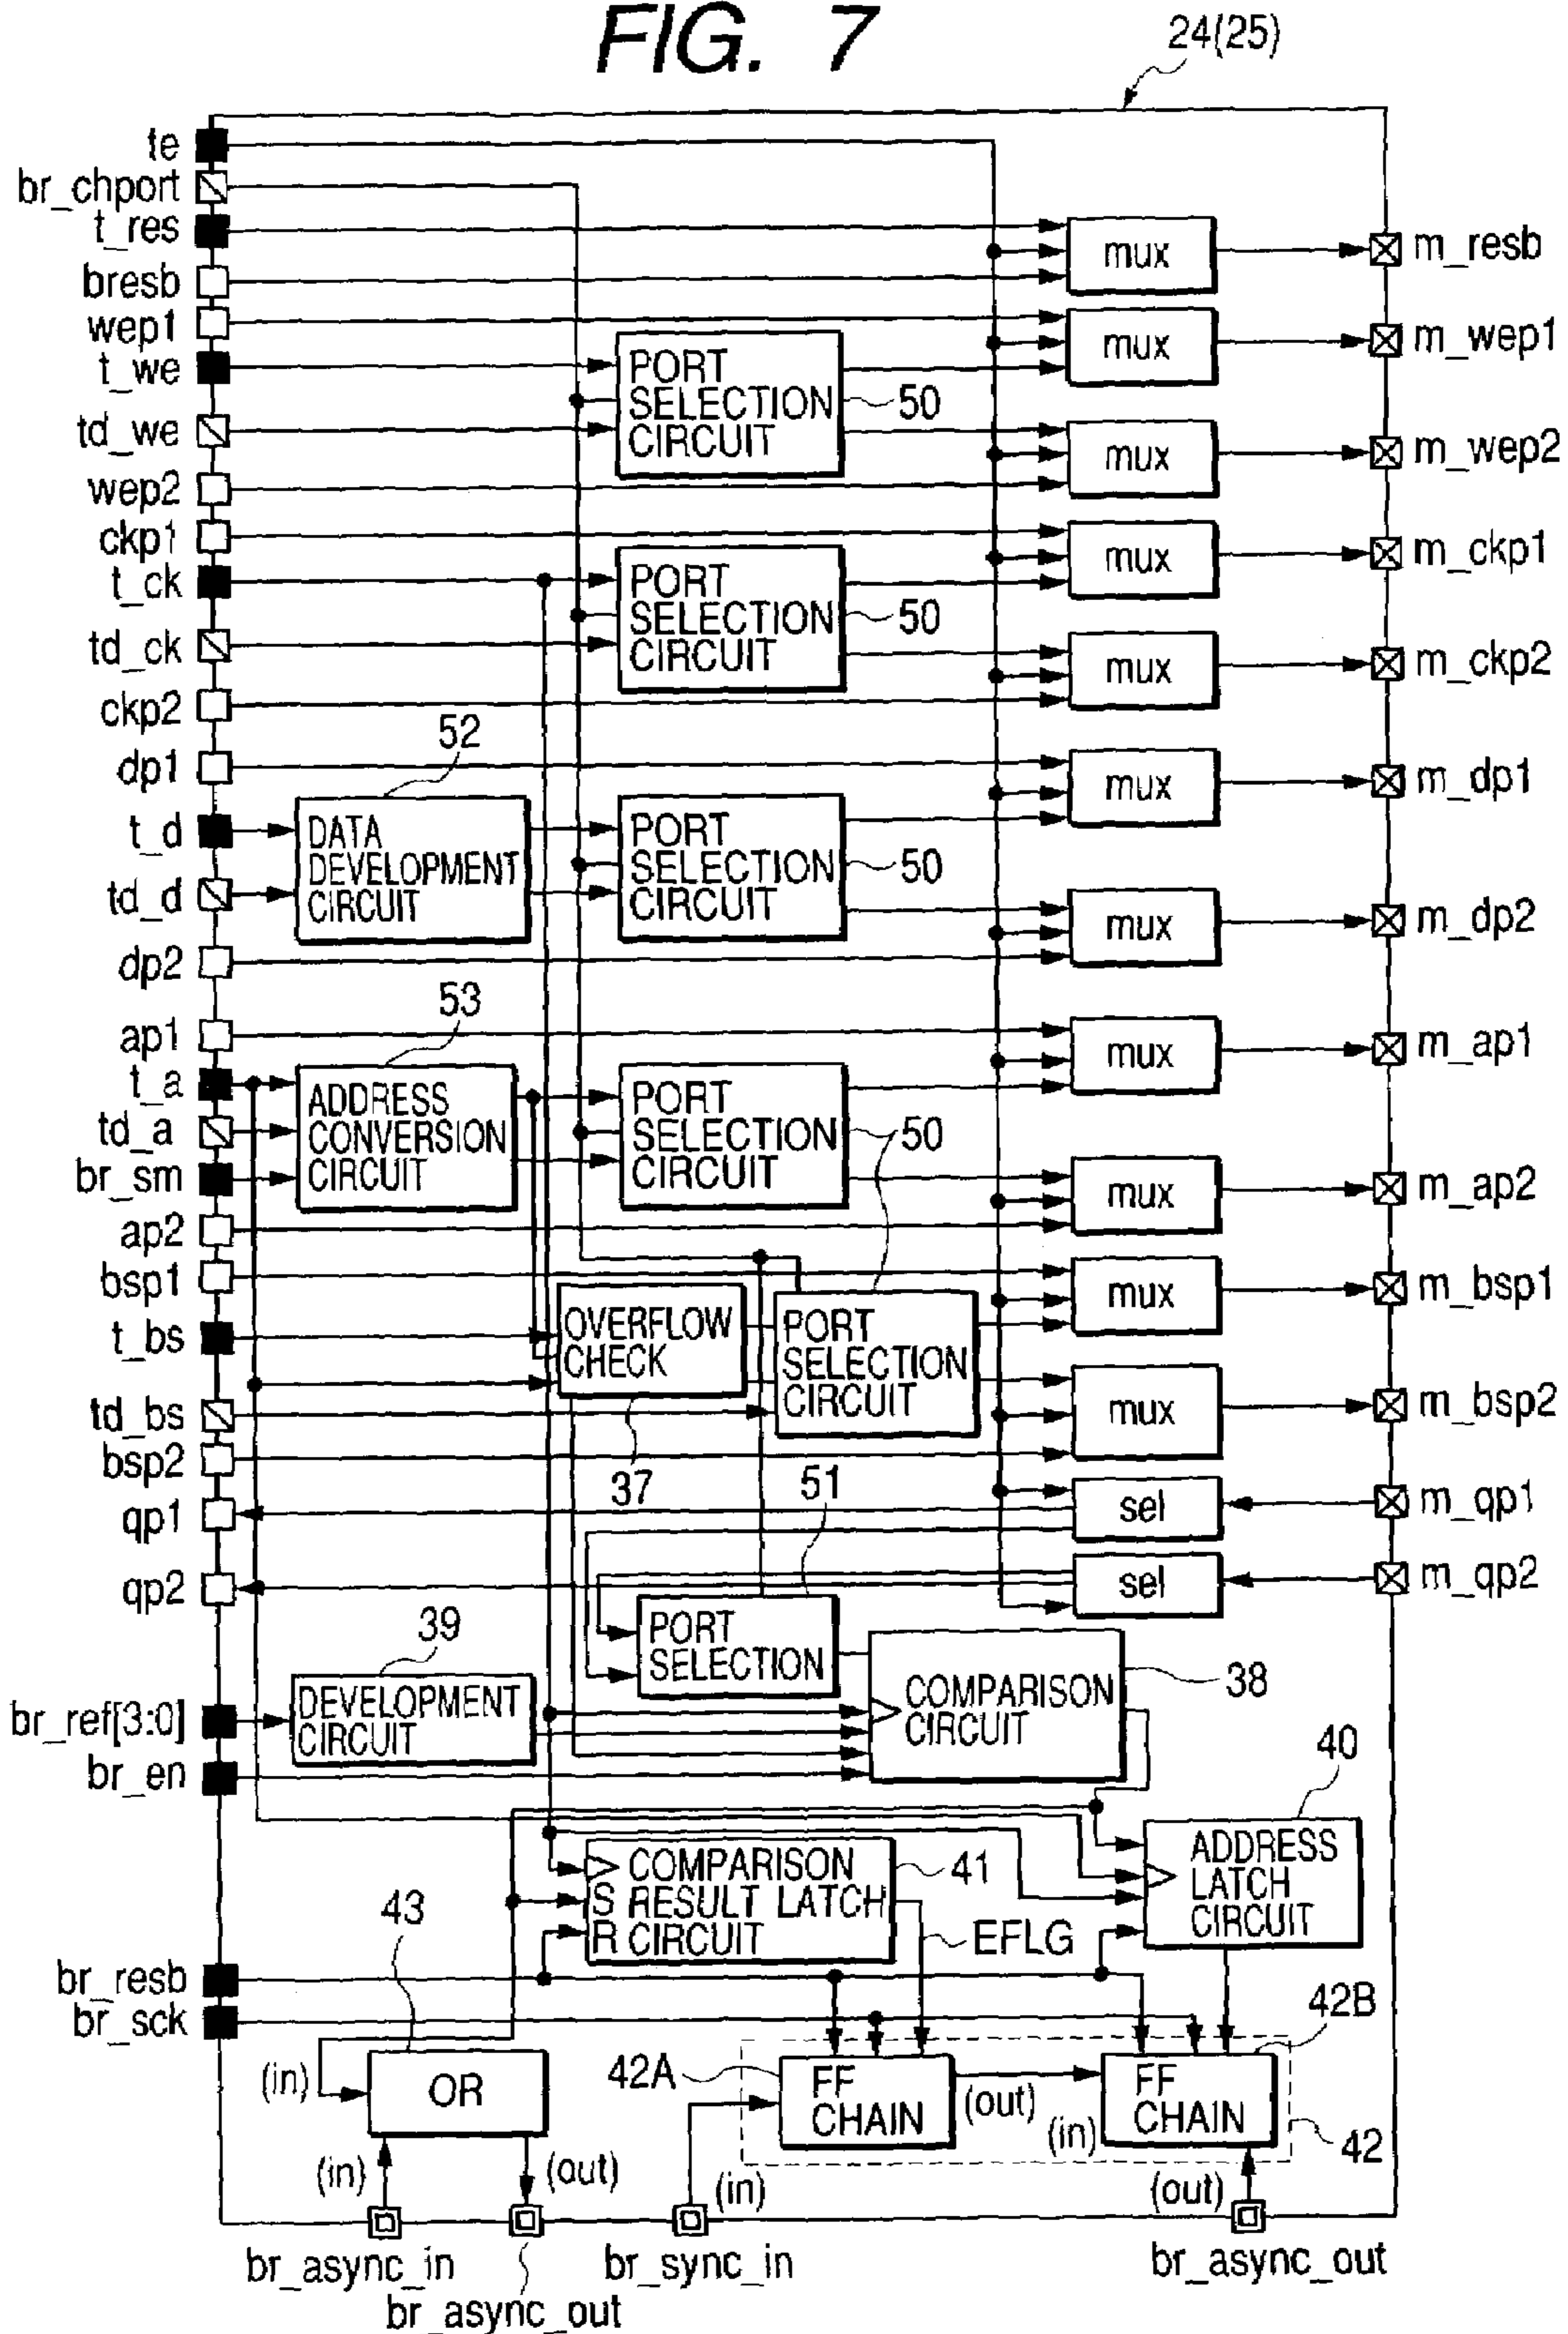 FIG. 7
24(25)
te
br_chport
t_res
bresb
wep1
t_we
td_we
wep2
ckp1
t_ck
td_ck
ckp2
dp1
t_d
td_d
dp2
ap1
t_a
td_a
br_sm
ap2
bsp1
t_bs
td_bs
bsp2
qp1
qp2
br_ref[3:0]
br_en
br_resb
br_sck
mux
mux
mux
mux
mux
mux
mux
mux
mux
mux
mux
sel
sel
m_resb
m_wep1
m_wep2
m_ckp1
m_ckp2
m_dp1
m_dp2
m_ap1
m_ap2
m_bsp1
m_bsp2
m_qp1
m_qp2
PORT
SELECTION
CIRCUIT
50
PORT
SELECTION
CIRCUIT
50
52
DATA
DEVELOPMENT
CIRCUIT
PORT
SELECTION
CIRCUIT
50
53
ADDRESS
CONVERSION
CIRCUIT
PORT
SELECTION
CIRCUIT
50
OVERFLOW
CHECK
37
PORT
SELECTION
CIRCUIT
51
PORT
SELECTION
39
DEVELOPMENT
CIRCUIT
COMPARISON
CIRCUIT
38
40
ADDRESS
LATCH
CIRCUIT
COMPARISON
S RESULT LATCH
R CIRCUIT
41
EFLG
43
(in)
OR
(in)
(out)
42A
FF
CHAIN
(out)
(in)
42B
FF
CHAIN
42
(in)
(out)
br_async_in
br_async_out
br_sync_in
br_async_out